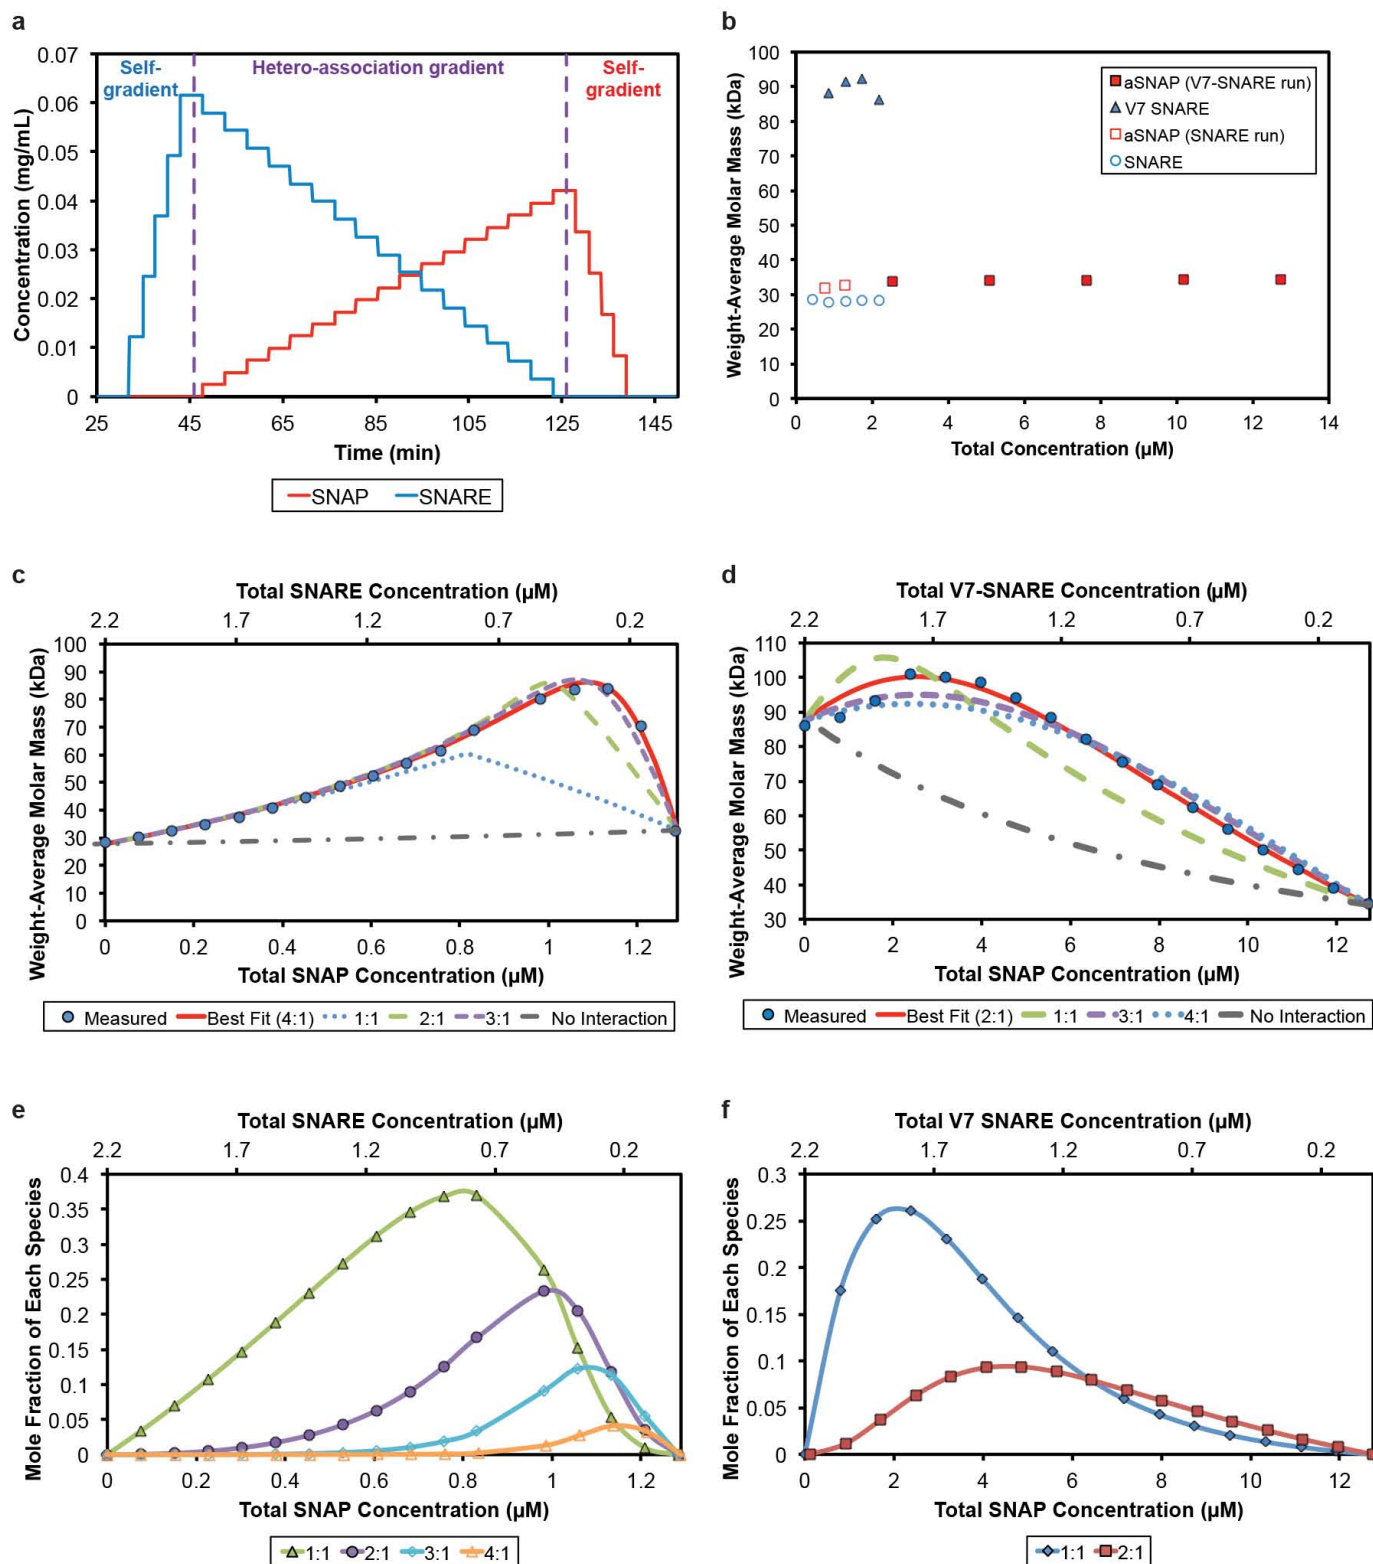 a
0.07
0.06
0.05
0.04
0.03
0.02
0.01
0
Concentration (mg/mL)
Self-
gradient
Hetero-association gradient
Self-
gradient
25 45 65 85 105 125 145
Time (min)
SNAP SNARE
b
100
90
80
70
60
50
40
30
20
10
0
Weight-Average Molar Mass (kDa)
aSNAP (V7-SNARE run)
V7 SNARE
aSNAP (SNARE run)
SNARE
0 2 4 6 8 10 12 14
Total Concentration (µM)
c
Total SNARE Concentration (µM)
2.2 1.7 1.2 0.7 0.2
100
90
80
70
60
50
40
30
20
10
0
Weight-Average Molar Mass (kDa)
0 0.2 0.4 0.6 0.8 1 1.2
Total SNAP Concentration (µM)
Measured Best Fit (4:1) 1:1 2:1 3:1 No Interaction
d
Total V7-SNARE Concentration (µM)
2.2 1.7 1.2 0.7 0.2
110
100
90
80
70
60
50
40
30
Weight-Average Molar Mass (kDa)
0 2 4 6 8 10 12
Total SNAP Concentration (µM)
Measured Best Fit (2:1) 1:1 3:1 4:1 No Interaction
e
Total SNARE Concentration (µM)
2.2 1.7 1.2 0.7 0.2
0.4
0.35
0.3
0.25
0.2
0.15
0.1
0.05
0
Mole Fraction of Each Species
0 0.2 0.4 0.6 0.8 1 1.2
Total SNAP Concentration (µM)
1:1 2:1 3:1 4:1
f
Total V7 SNARE Concentration (µM)
2.2 1.7 1.2 0.7 0.2
0.3
0.25
0.2
0.15
0.1
0.05
0
Mole Fraction of Each Species
0 2 4 6 8 10 12
Total SNAP Concentration (µM)
1:1 2:1